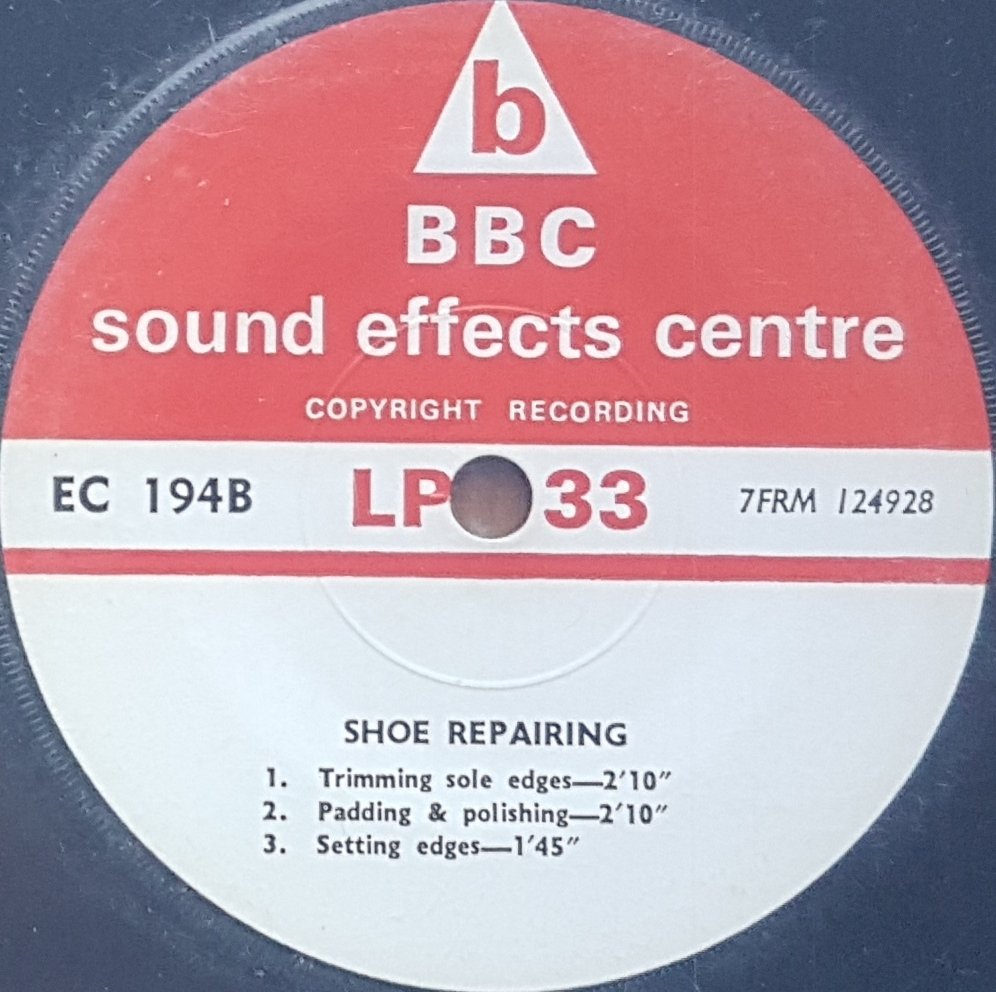 b
BBC
sound effects centre
COPYRIGHT RECORDING
EC 194B LP 33 7FRM 124928
SHOE REPAIRING
1. Trimming sole edges—2′10″
2. Padding & polishing—2′10″
3. Setting edges—1′45″